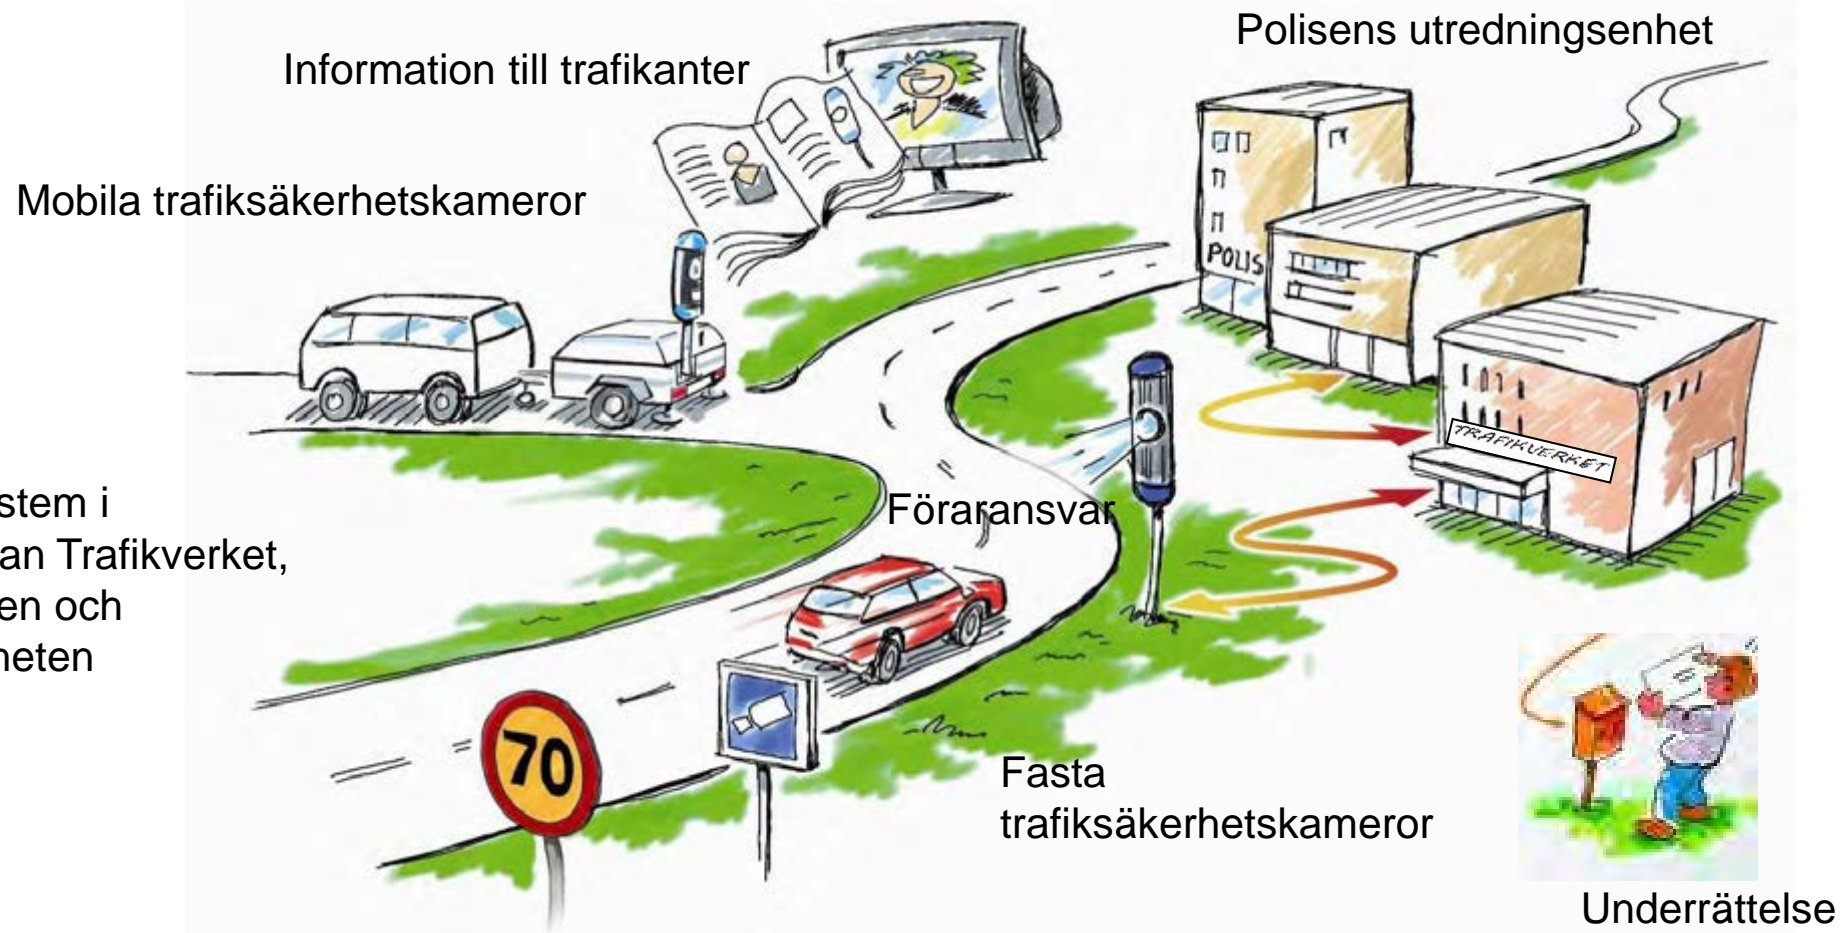 Polisens utredningsenhet
Information till trafikanter
Mobila trafiksäkerhetskameror
POLIS
TRAFIKVERKET
stem i
an Trafikverket,
en och
heten
Föraransvar
70
Fasta
trafiksäkerhetskameror
Underrättelse